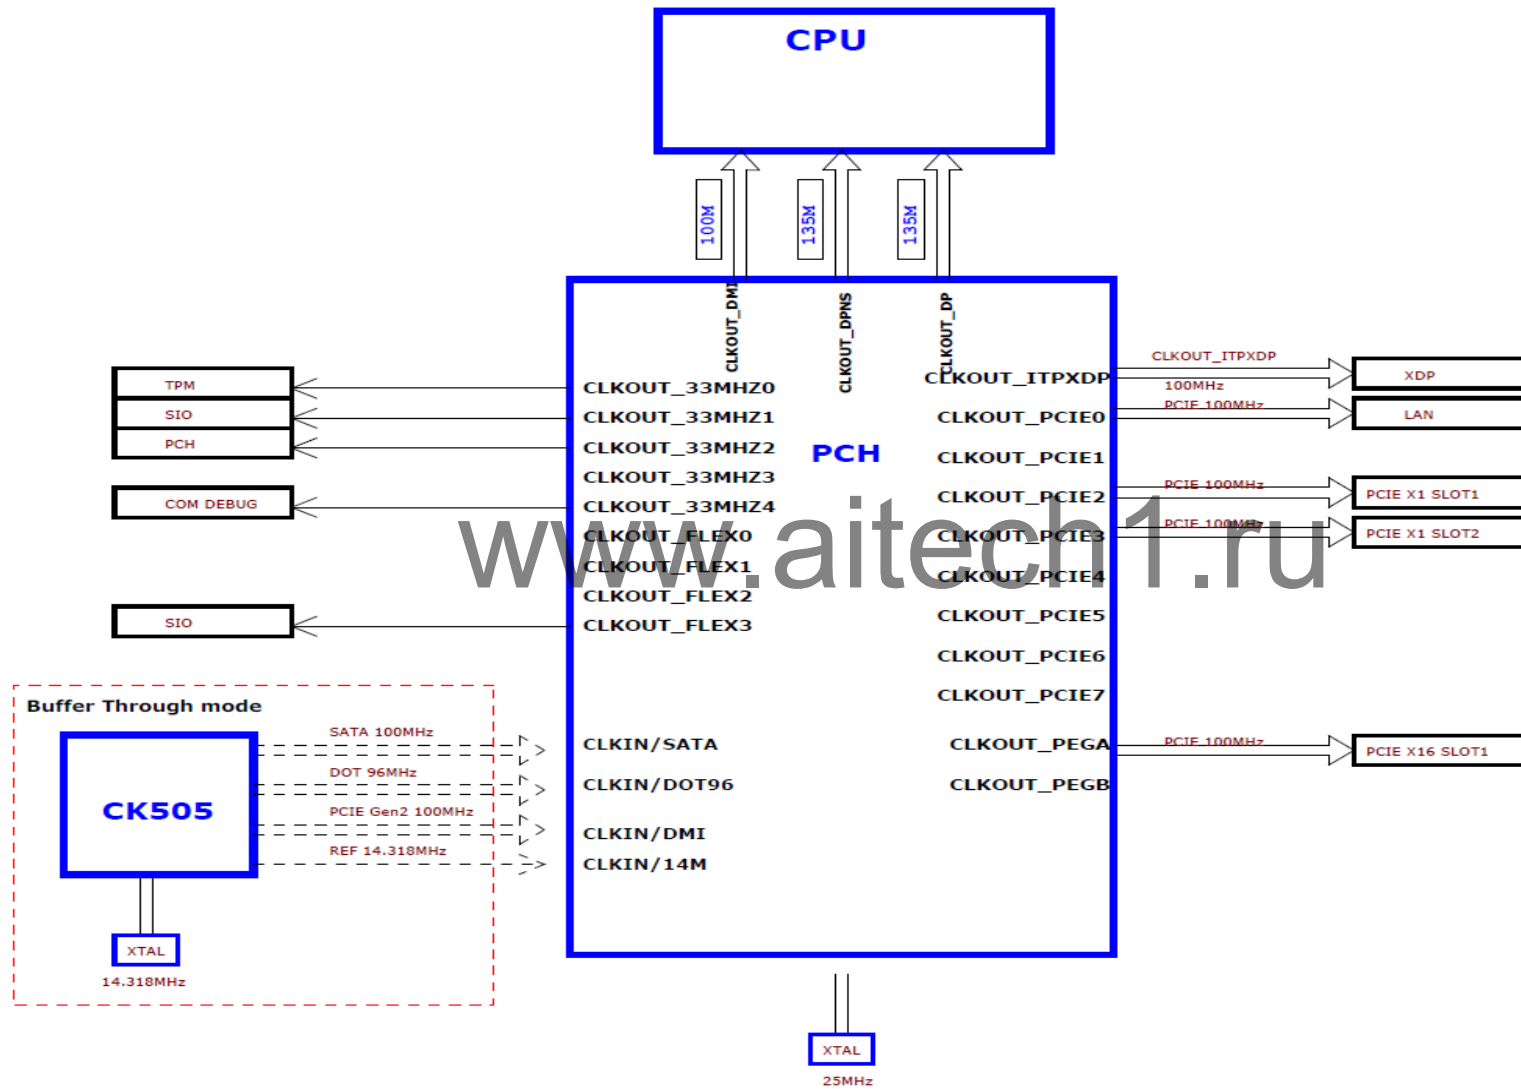 CPU
100M
135M
135M
CLKOUT_DMI
CLKOUT_DPNS
CLKOUT_DP
PCH
TPM
SIO
PCH
COM DEBUG
SIO
CLKOUT_33MHZ0
CLKOUT_33MHZ1
CLKOUT_33MHZ2
CLKOUT_33MHZ3
CLKOUT_33MHZ4
CLKOUT_FLEX0
CLKOUT_FLEX1
CLKOUT_FLEX2
CLKOUT_FLEX3
CLKIN/SATA
CLKIN/DOT96
CLKIN/DMI
CLKIN/14M
CLKOUT_ITPXDP
CLKOUT_PCIE0
CLKOUT_PCIE1
CLKOUT_PCIE2
CLKOUT_PCIE3
CLKOUT_PCIE4
CLKOUT_PCIE5
CLKOUT_PCIE6
CLKOUT_PCIE7
CLKOUT_PEGA
CLKOUT_PEGB
CLKOUT_ITPXDP
100MHz
XDP
PCIE 100MHz
LAN
PCIE 100MHz
PCIE X1 SLOT1
PCIE 100MHz
PCIE X1 SLOT2
PCIE 100MHz
PCIE X16 SLOT1
www.aitech1.ru
Buffer Through mode
CK505
SATA 100MHz
DOT 96MHz
PCIE Gen2 100MHz
REF 14.318MHz
XTAL
14.318MHz
XTAL
25MHz